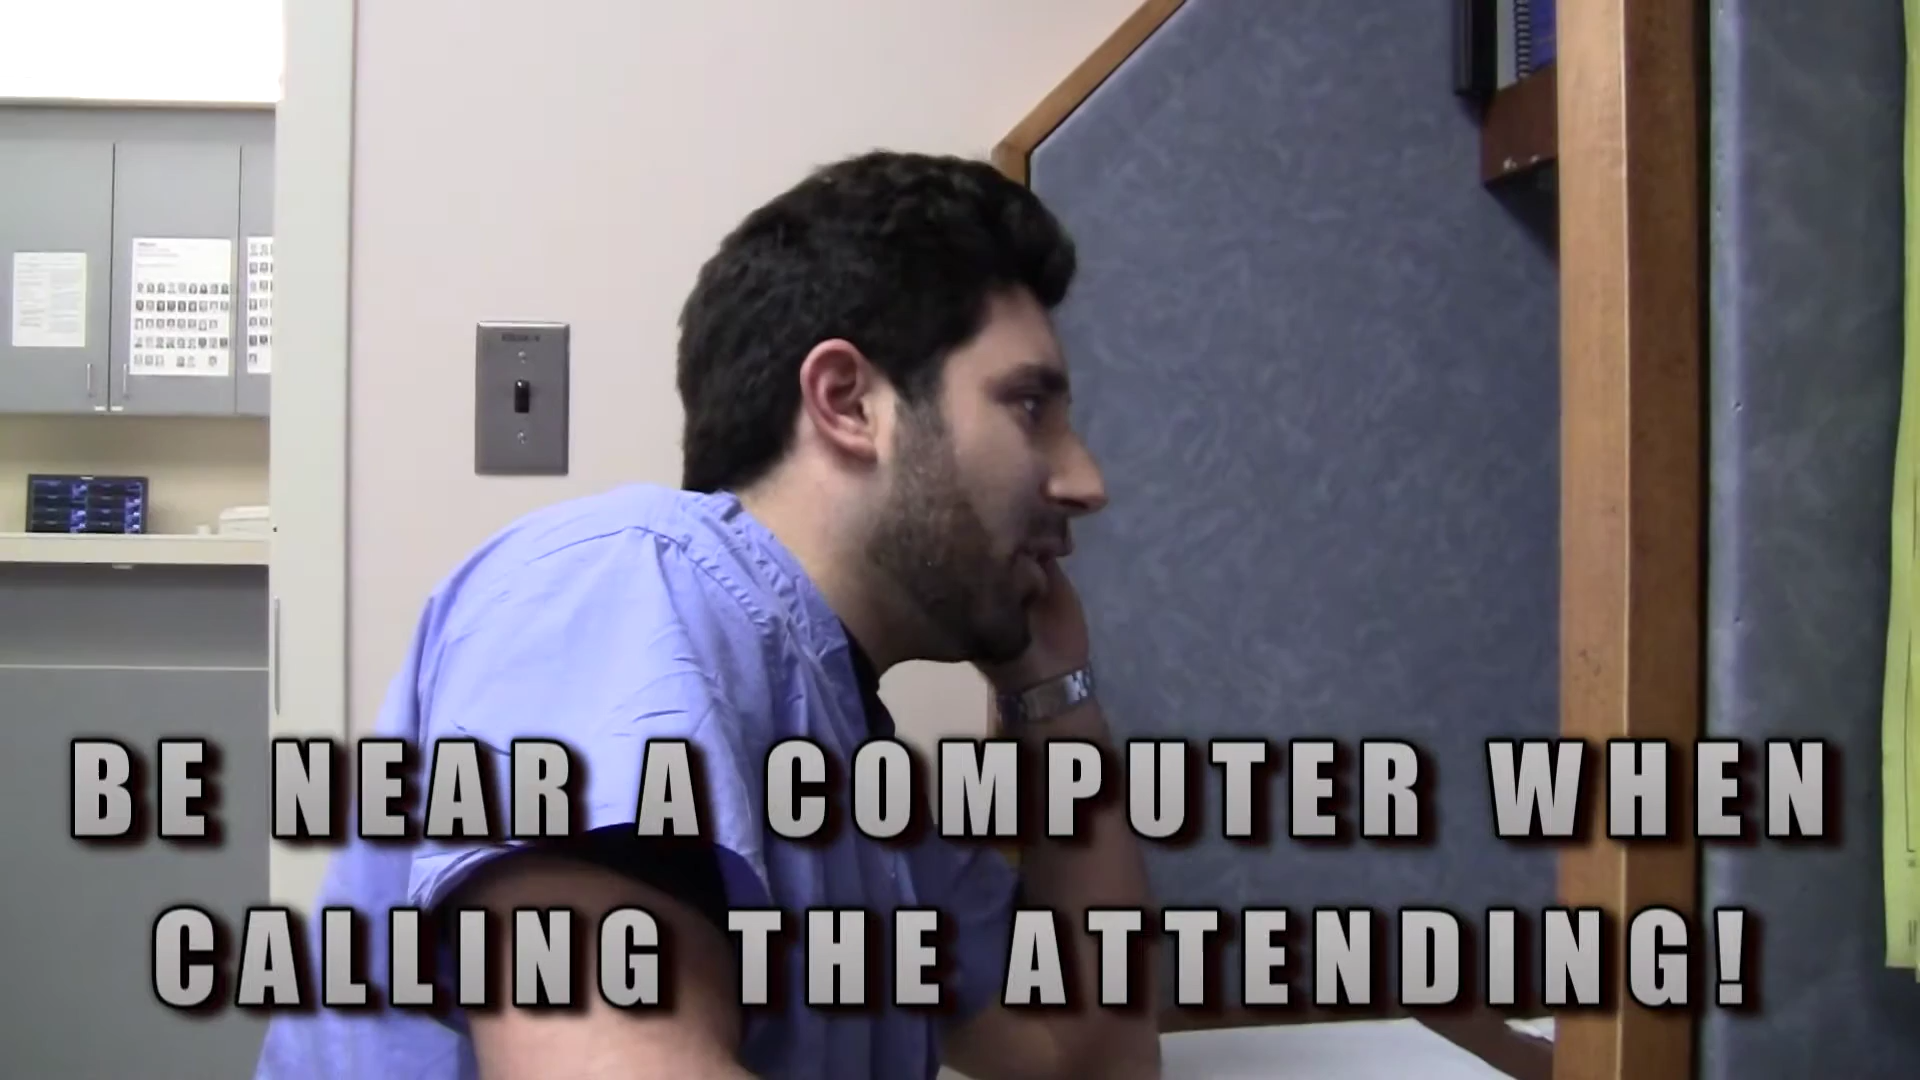 BE NEAR A COMPUTER WHEN
CALLING THE ATTENDING!